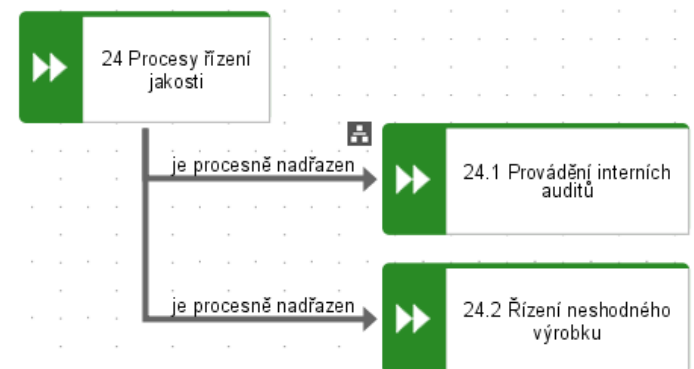 24 Procesy řízení
jakosti
je procesně nadřazen
24.1 Provádění interních
auditů
je procesně nadřazen
24.2 Řízení neshodného
výrobku